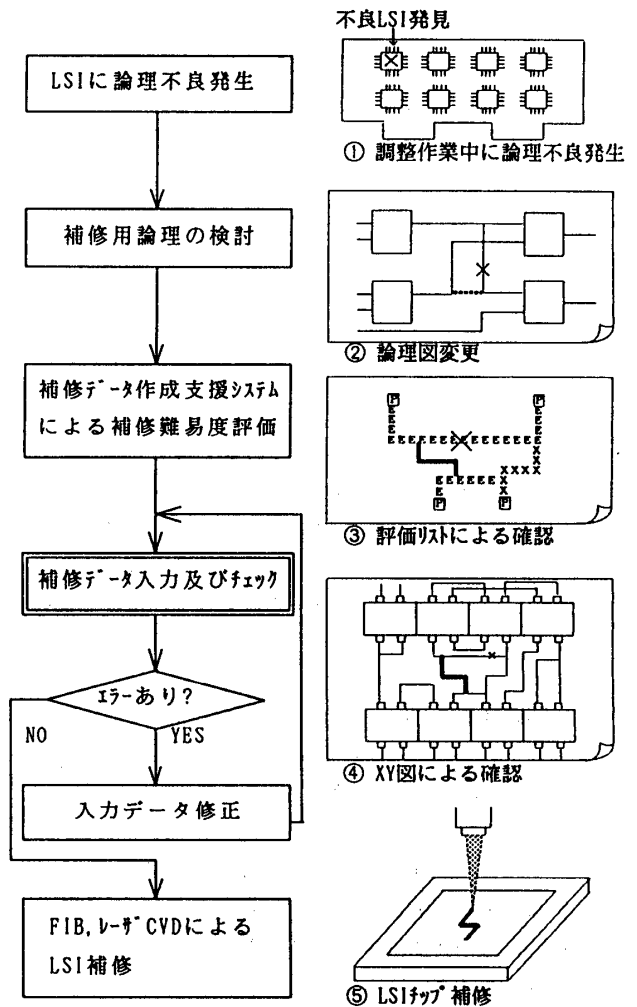 不良LSI発見
LSIに論理不良発生
① 調整作業中に論理不良発生
補修用論理の検討
② 論理図変更
補修ﾃﾞｰﾀ作成支援ｼｽﾃﾑ
による補修難易度評価
P P
E E E E E E E E E E E E E
X X X X
E E E E E E
P P
③ 評価ﾘｽﾄによる確認
補修ﾃﾞｰﾀ入力及びﾁｪｯｸ
ｴﾗｰあり?
NO YES
④ XY図による確認
入力データ修正
FIB,ﾚｰｻﾞCVDによる
LSI補修
⑤ LSIﾁｯﾌﾟ補修